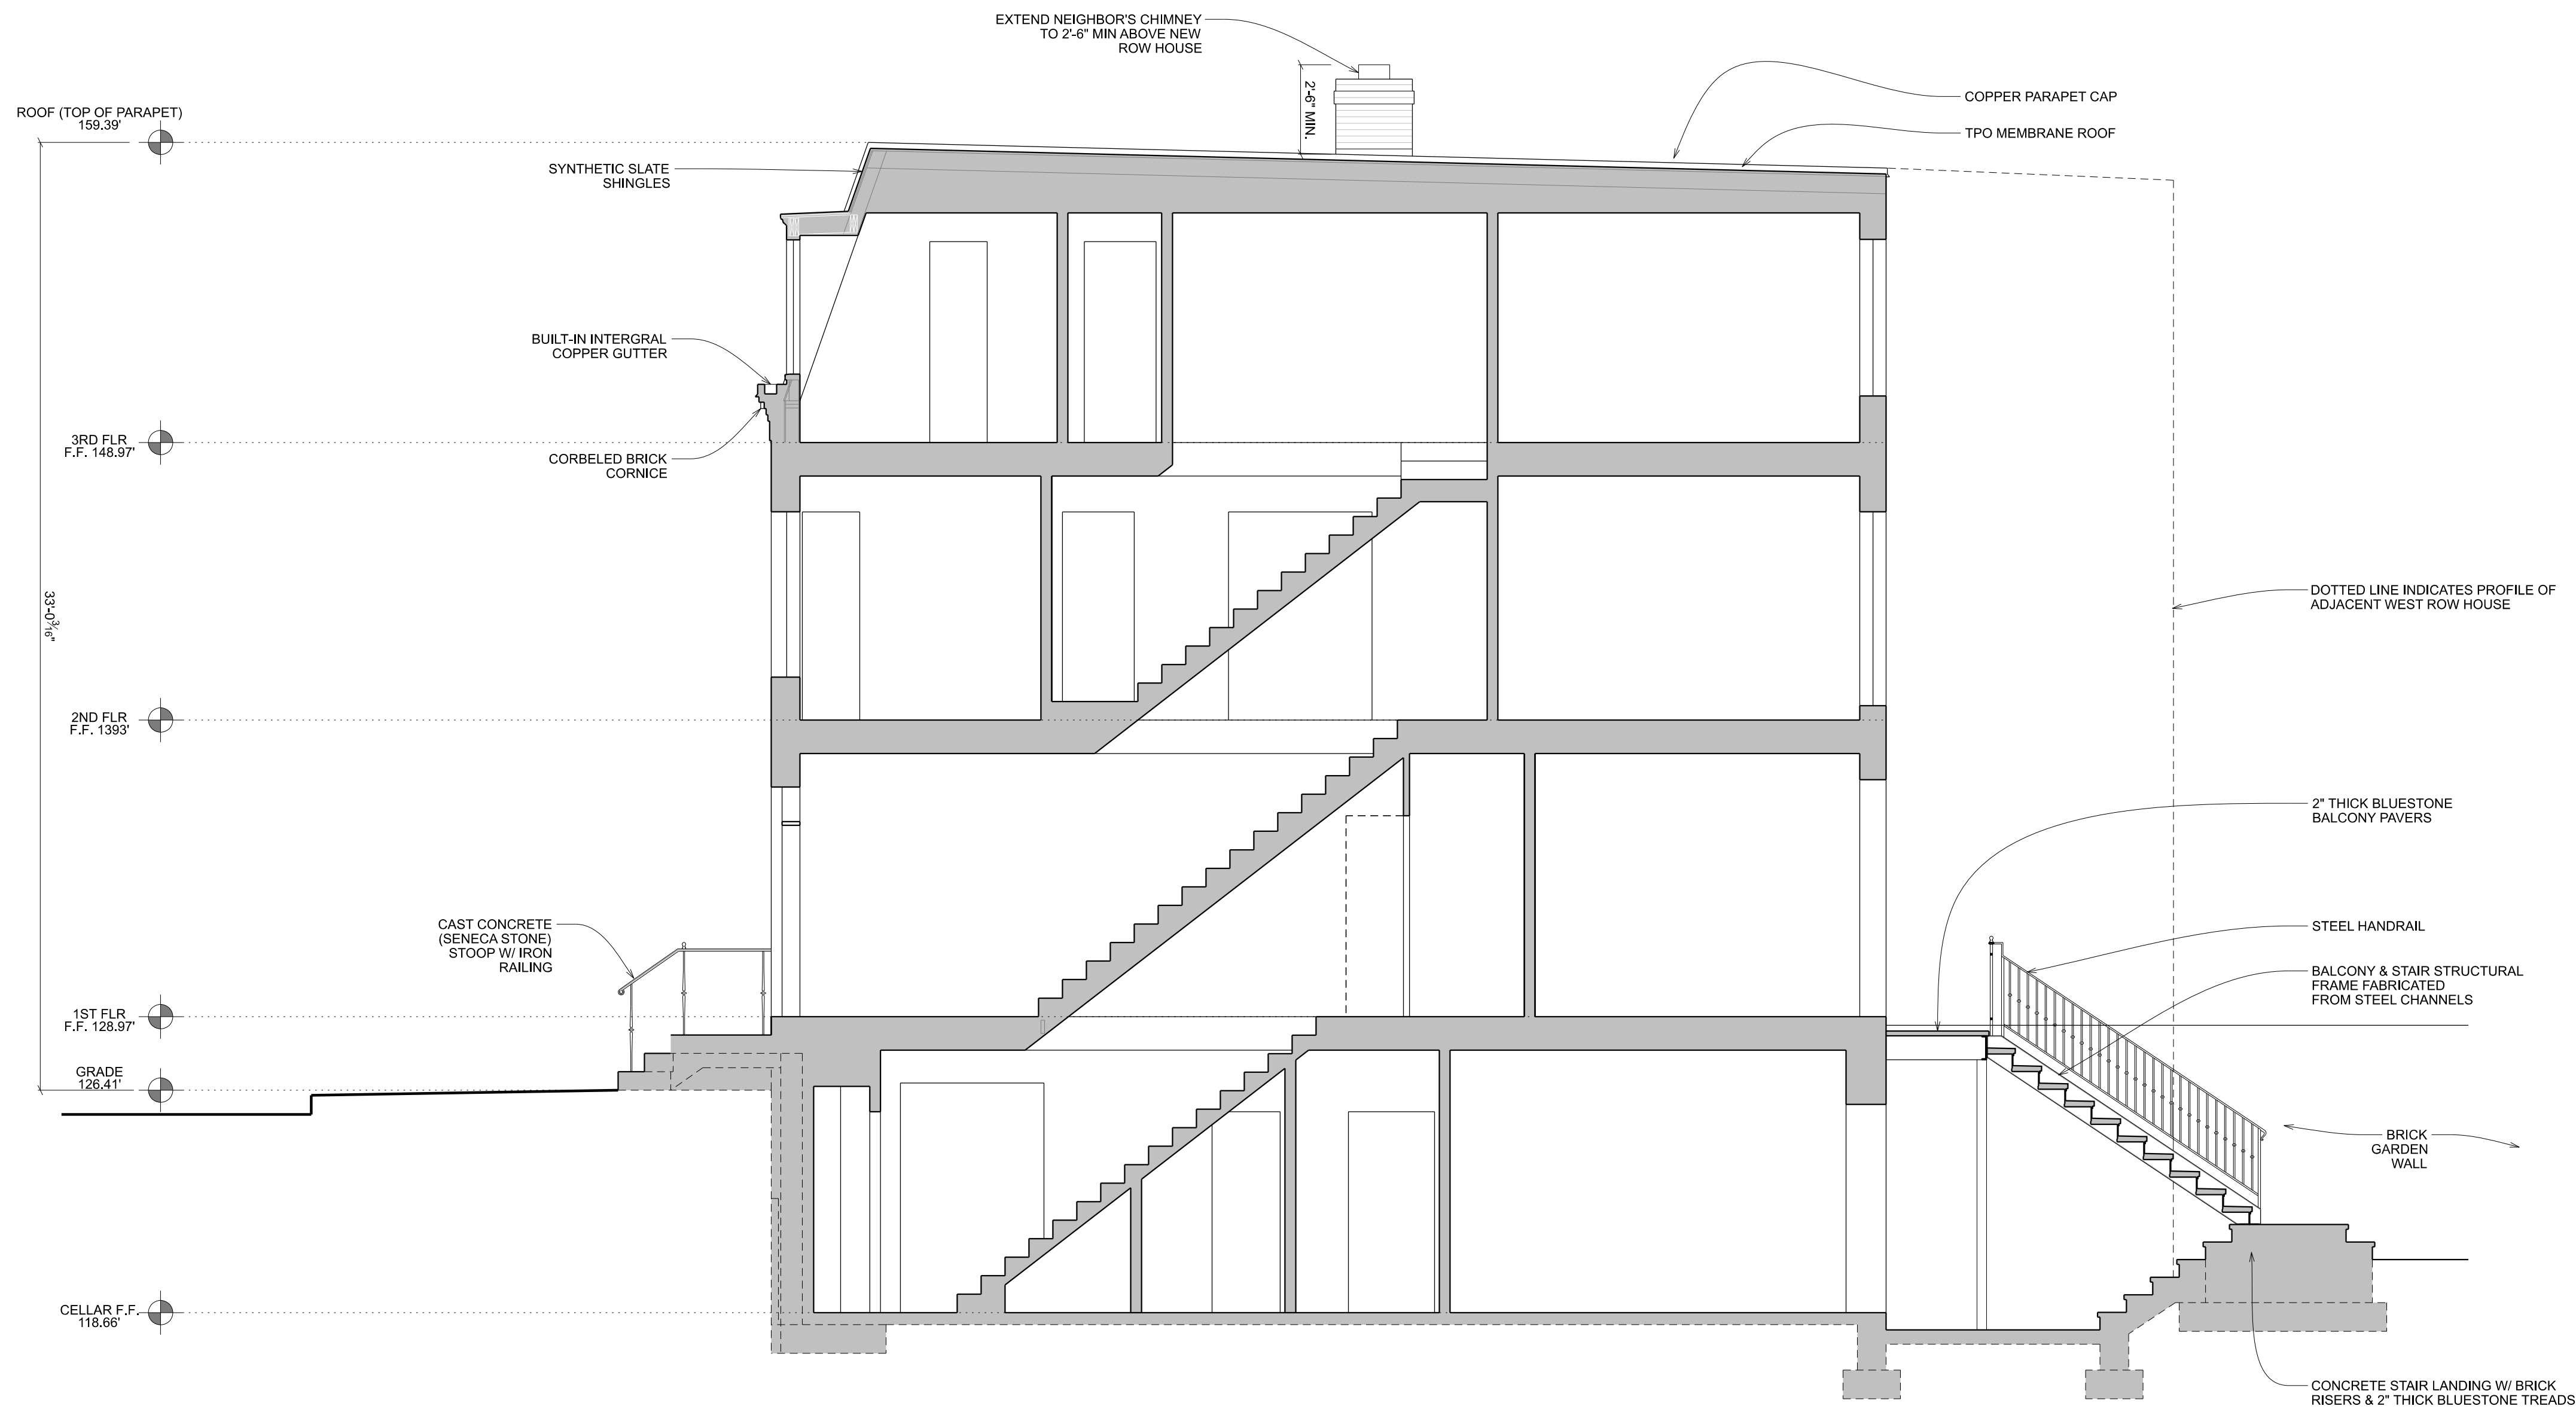 EXTEND NEIGHBOR'S CHIMNEY
TO 2'-6" MIN ABOVE NEW
ROW HOUSE
2'-6" MIN.
COPPER PARAPET CAP
TPO MEMBRANE ROOF
ROOF (TOP OF PARAPET)
159.39'
SYNTHETIC SLATE
SHINGLES
BUILT-IN INTERGRAL
COPPER GUTTER
3RD FLR
F.F. 148.97'
CORBELED BRICK
CORNICE
33'-0 3/16"
DOTTED LINE INDICATES PROFILE OF
ADJACENT WEST ROW HOUSE
2ND FLR
F.F. 1393'
2" THICK BLUESTONE
BALCONY PAVERS
CAST CONCRETE
(SENECA STONE)
STOOP W/ IRON
RAILING
STEEL HANDRAIL
BALCONY & STAIR STRUCTURAL
FRAME FABRICATED
FROM STEEL CHANNELS
1ST FLR
F.F. 128.97'
GRADE
126.41'
BRICK
GARDEN
WALL
CELLAR F.F.
118.66'
CONCRETE STAIR LANDING W/ BRICK
RISERS & 2" THICK BLUESTONE TREADS